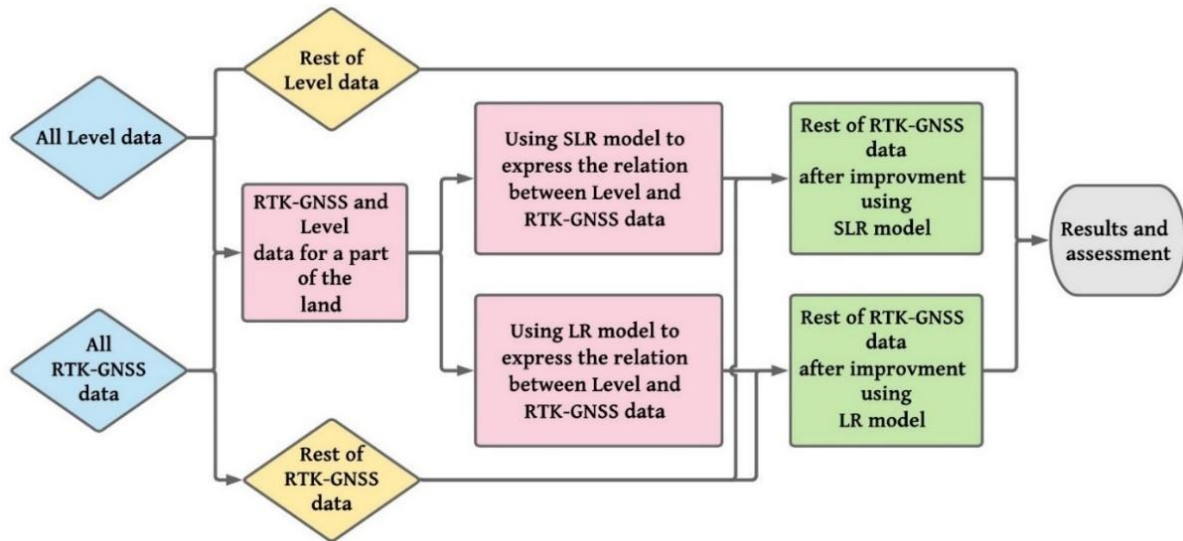 Rest of
Level data
All Level data
Using SLR model to
express the relation
between Level and
RTK-GNSS data
Rest of RTK-GNSS
data
after improvment
using
SLR model
RTK-GNSS and
Level
data for a part
of the
land
Results and
assessment
All
RTK-GNSS
data
Using LR model to
express the relation
between Level and
RTK-GNSS data
Rest of RTK-GNSS
data
after improvment
using
LR model
Rest of
RTK-GNSS
data